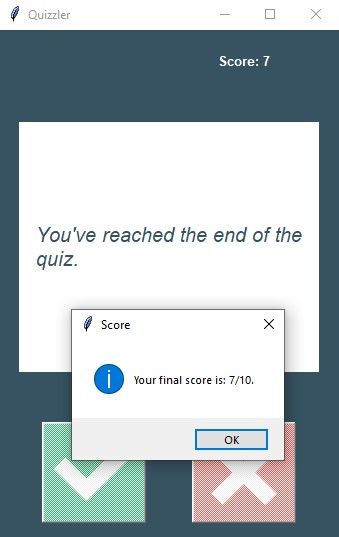 Quizzler
Score: 7
You've reached the end of the
quiz.
Score
Your final score is: 7/10.
OK